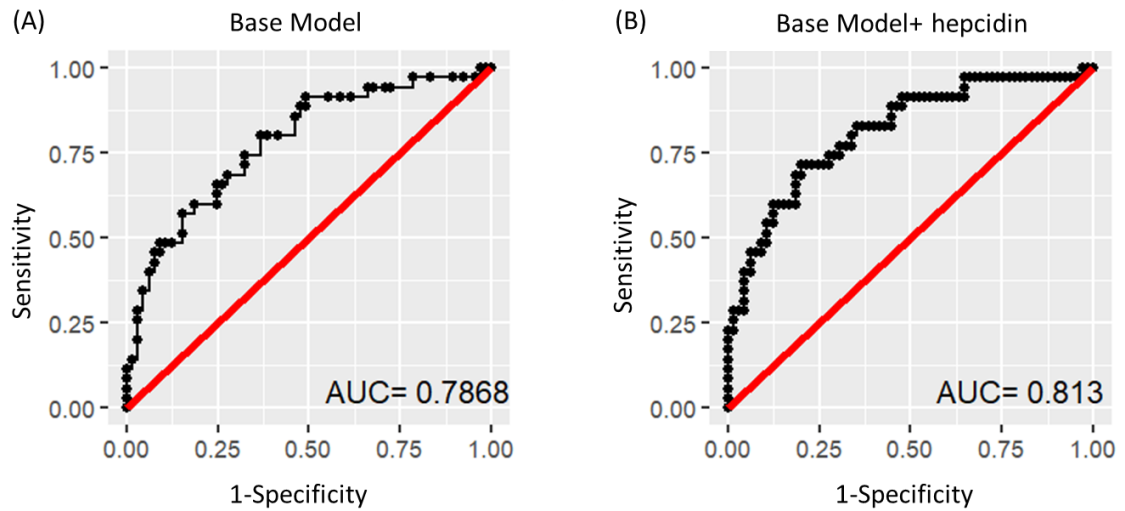 (A)
Base Model
1.00
0.75
0.50
0.25
0.00
Sensitivity
AUC= 0.7868
0.00 0.25 0.50 0.75 1.00
1-Specificity
(B)
Base Model+ hepcidin
1.00
0.75
0.50
0.25
0.00
Sensitivity
AUC= 0.813
0.00 0.25 0.50 0.75 1.00
1-Specificity